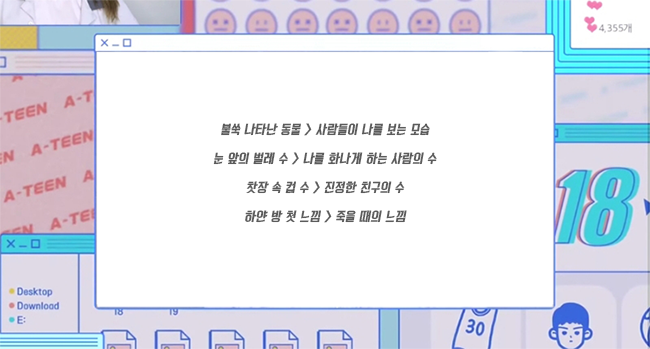 4,355개
A-TEEN
A-TEEN
A-TEEN
A-TEEN
불쑥 나타난 동물 > 사람들이 나를 보는 모습
눈 앞의 벌레 수 > 나를 화나게 하는 사람의 수
찻장 속 컵 수 > 진정한 친구의 수
하얀 방 첫 느낌 > 죽을 때의 느낌
18
Desktop
Download
E:
18
19
30